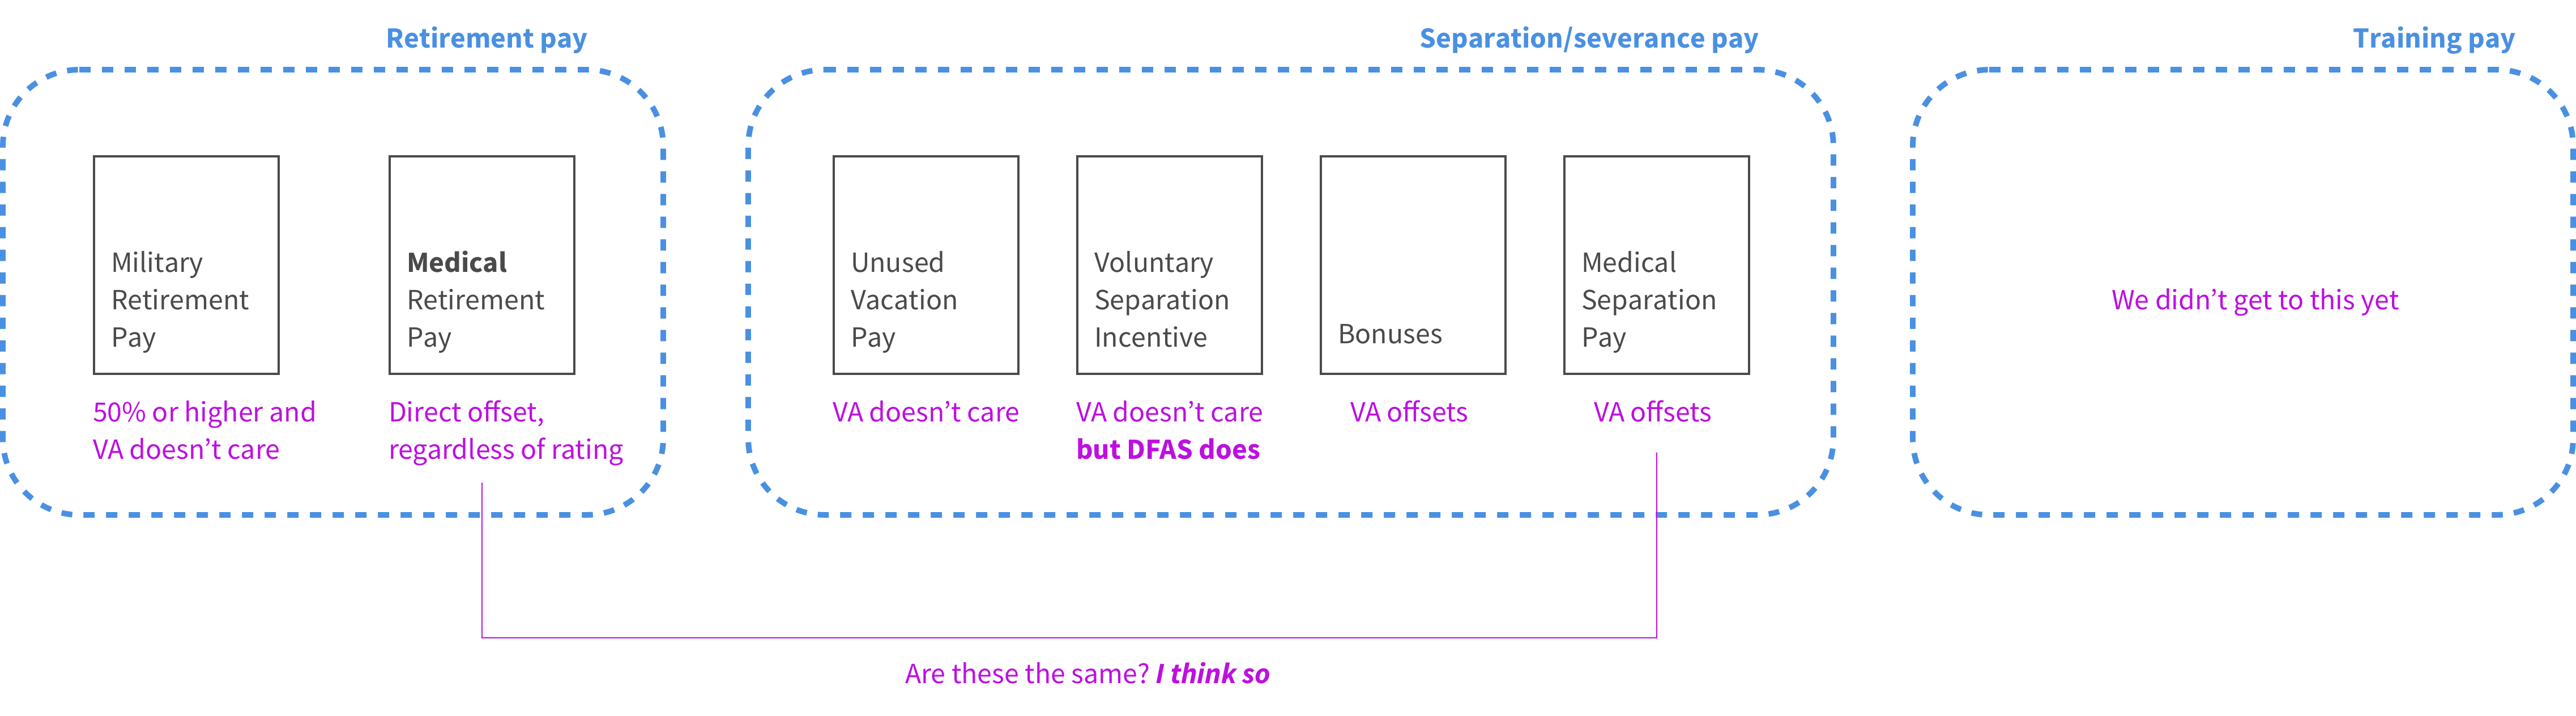 Retirement pay
Military
Retirement
Pay
50% or higher and
VA doesn’t care
Medical
Retirement
Pay
Direct offset,
regardless of rating
Separation/severance pay
Unused
Vacation
Pay
VA doesn’t care
Voluntary
Separation
Incentive
VA doesn’t care
but DFAS does
Bonuses
VA offsets
Medical
Separation
Pay
VA offsets
Training pay
We didn’t get to this yet
Are these the same? I think so